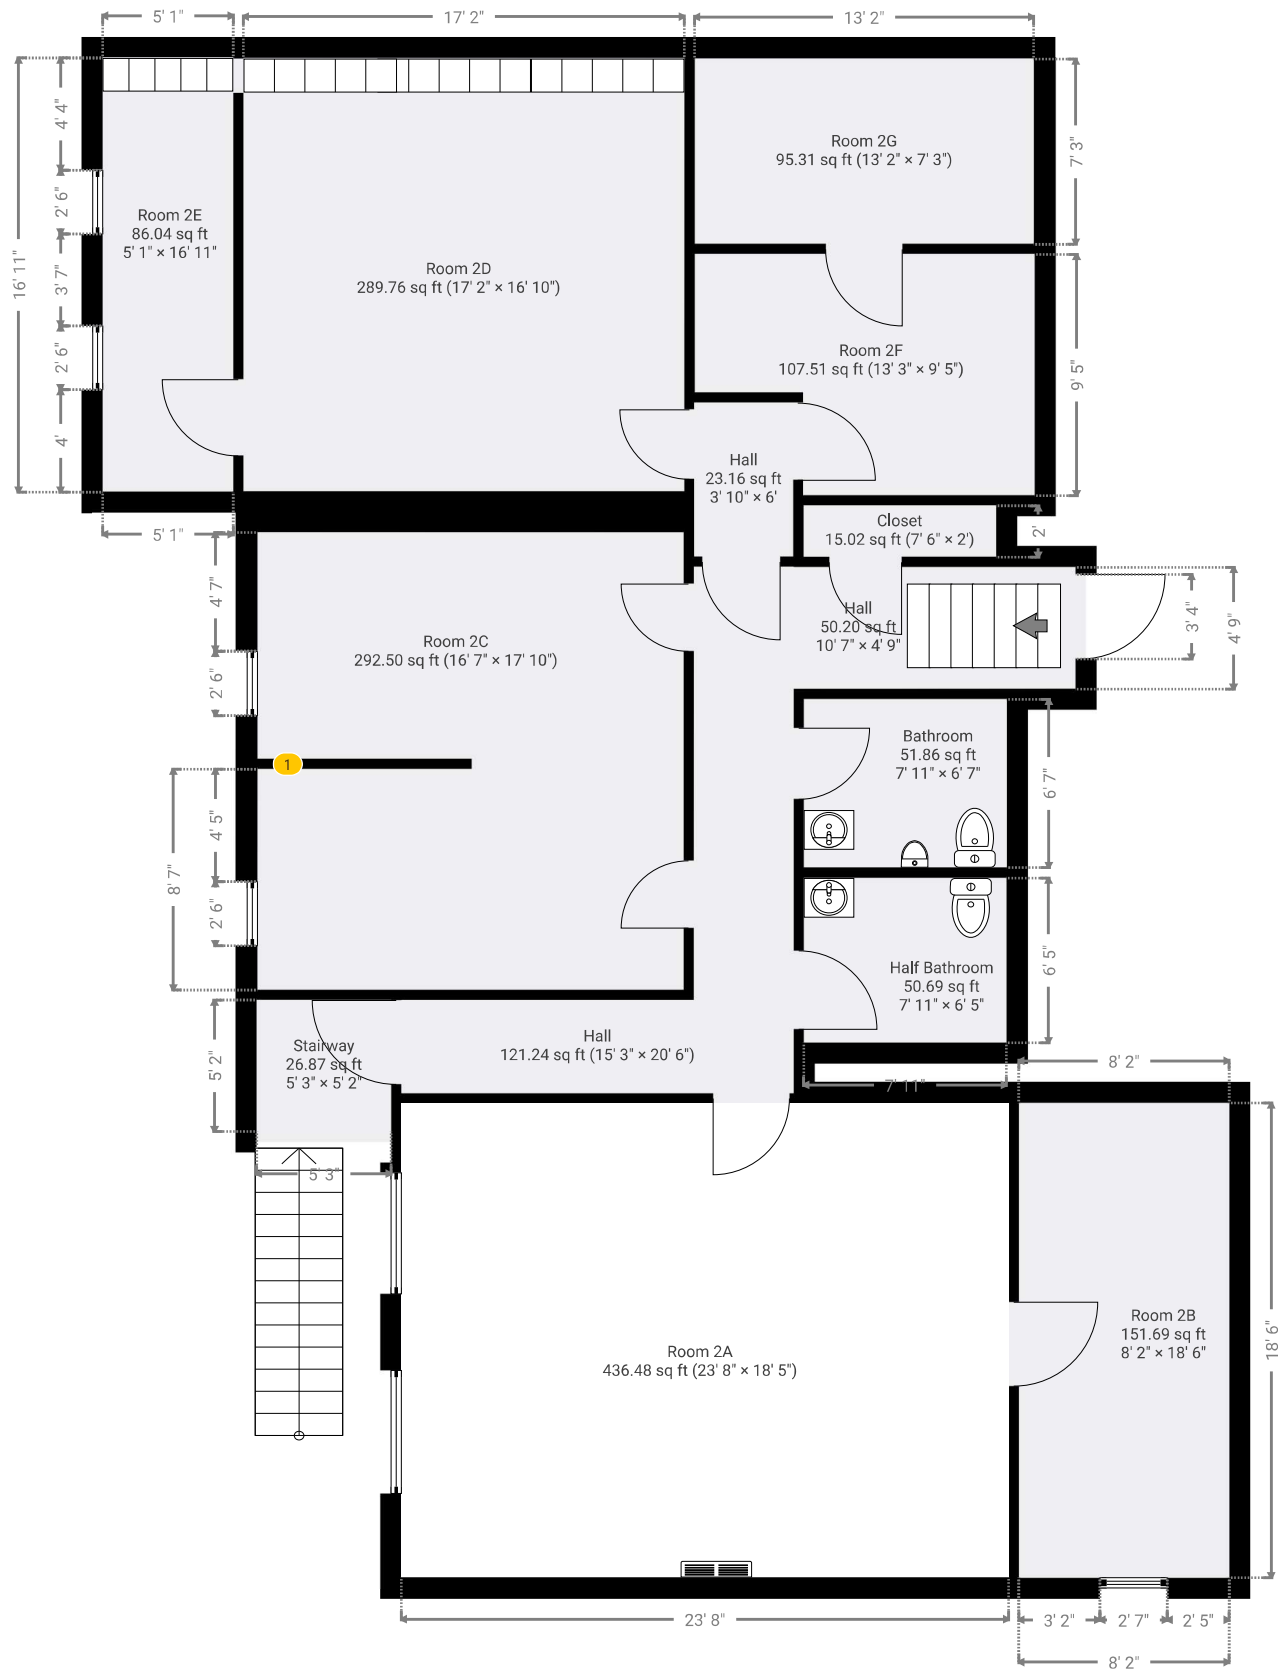 5' 1"
17' 2"
13' 2"
4' 4"
2' 6"
3' 7"
2' 6"
4'
16' 11"
7' 3"
9' 5"
Room 2G
95.31 sq ft (13' 2" × 7' 3")
Room 2E
86.04 sq ft
5' 1" × 16' 11"
Room 2D
289.76 sq ft (17' 2" × 16' 10")
Room 2F
107.51 sq ft (13' 3" × 9' 5")
Hall
23.16 sq ft
3' 10" × 6'
Closet
15.02 sq ft (7' 6" × 2')
2'
5' 1"
4' 7"
2' 6"
Hall
50.20 sq ft
10' 7" × 4' 9"
3' 4"
4' 9"
Room 2C
292.50 sq ft (16' 7" × 17' 10")
1
Bathroom
51.86 sq ft
7' 11" × 6' 7"
6' 7"
4' 5"
8' 7"
2' 6"
Half Bathroom
50.69 sq ft
7' 11" × 6' 5"
6' 5"
5' 2"
Stairway
26.87 sq ft
5' 3" × 5' 2"
Hall
121.24 sq ft (15' 3" × 20' 6")
7' 11"
8' 2"
5' 3"
Room 2A
436.48 sq ft (23' 8" × 18' 5")
Room 2B
151.69 sq ft
8' 2" × 18' 6"
18' 6"
23' 8"
3' 2"
2' 7"
2' 5"
8' 2"